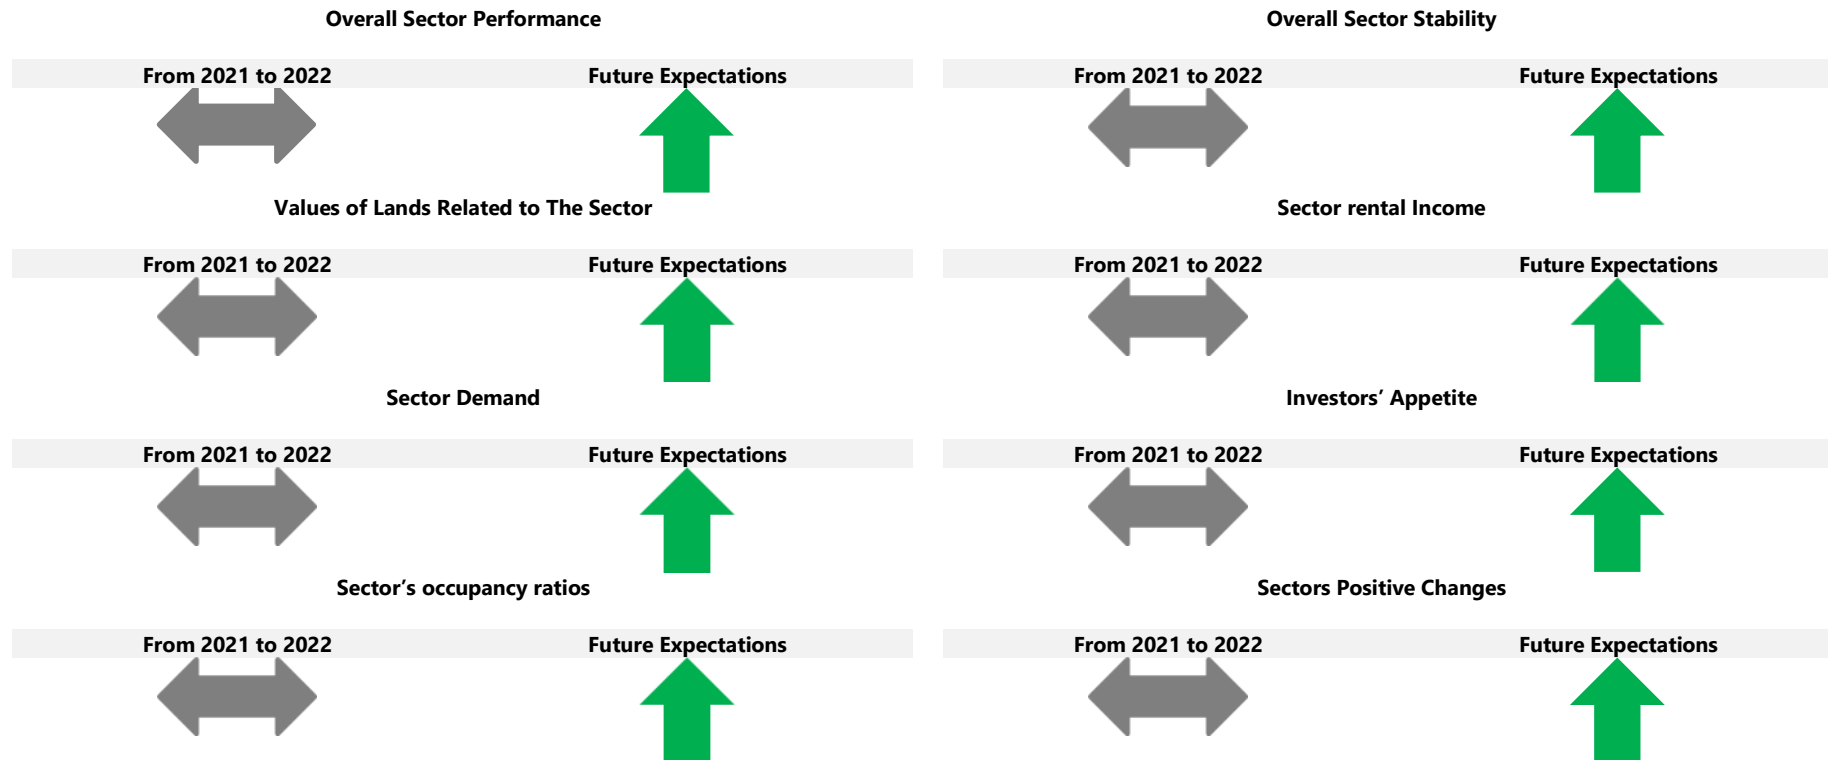 Overall Sector Performance
Overall Sector Stability
From 2021 to 2022
Future Expectations
From 2021 to 2022
Future Expectations
Values of Lands Related to The Sector
Sector rental Income
From 2021 to 2022
Future Expectations
From 2021 to 2022
Future Expectations
Sector Demand
Investors’ Appetite
From 2021 to 2022
Future Expectations
From 2021 to 2022
Future Expectations
Sector’s occupancy ratios
Sectors Positive Changes
From 2021 to 2022
Future Expectations
From 2021 to 2022
Future Expectations